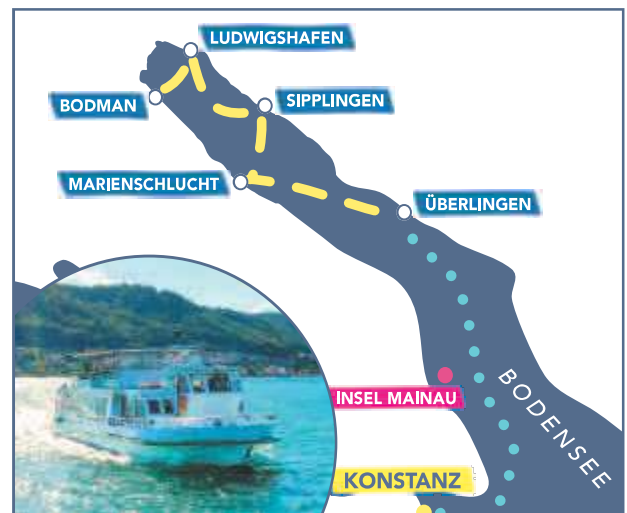 LUDWIGSHAFEN
BODMAN
SIPPLINGEN
MARIENSCHLUCHT
ÜBERLINGEN
INSEL MAINAU
BODENSEE
KONSTANZ